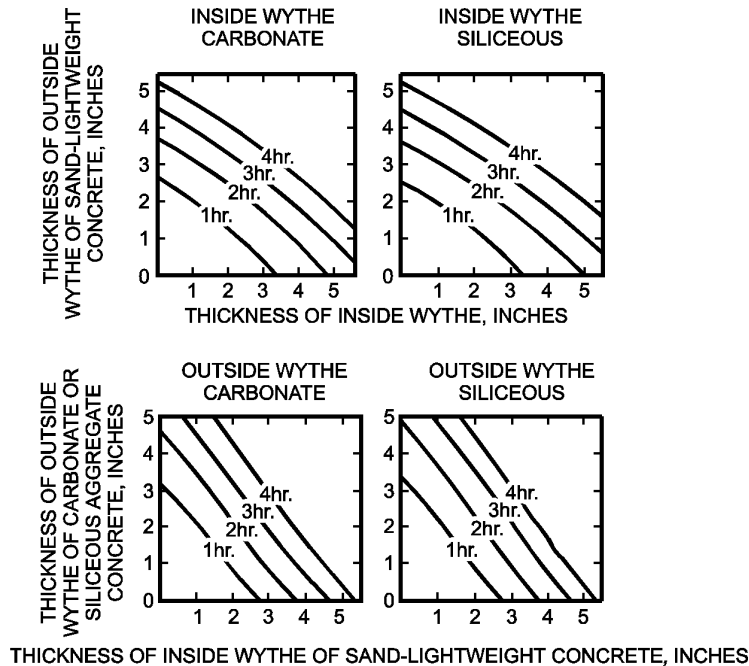 INSIDE WYTHE
CARBONATE
INSIDE WYTHE
SILICEOUS
THICKNESS OF OUTSIDE
WYTHE OF SAND-LIGHTWEIGHT
CONCRETE, INCHES
5
4
3
2
1
0
4hr.
3hr.
2hr.
1hr.
1 2 3 4 5
5
4
3
2
1
0
4hr.
3hr.
2hr.
1hr.
1 2 3 4 5
THICKNESS OF INSIDE WYTHE, INCHES
OUTSIDE WYTHE
CARBONATE
OUTSIDE WYTHE
SILICEOUS
THICKNESS OF OUTSIDE
WYTHE OF CARBONATE OR
SILICEOUS AGGREGATE
CONCRETE, INCHES
5
4
3
2
1
0
4hr.
3hr.
2hr.
1hr.
1 2 3 4 5
5
4
3
2
1
0
4hr.
3hr.
2hr.
1hr.
1 2 3 4 5
THICKNESS OF INSIDE WYTHE OF SAND-LIGHTWEIGHT CONCRETE, INCHES